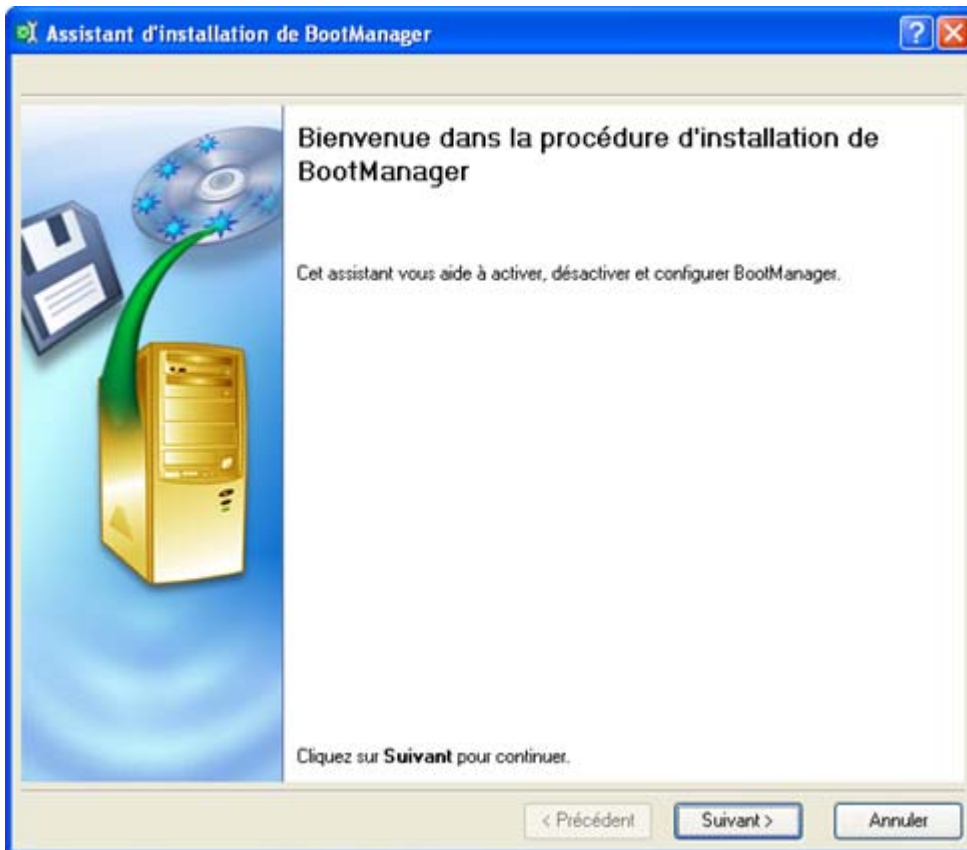 Assistant d'installation de BootManager
Bienvenue dans la procédure d'installation de
BootManager
Cet assistant vous aide à activer, désactiver et configurer BootManager.
Cliquez sur Suivant pour continuer.
< Précédent
Suivant >
Annuler